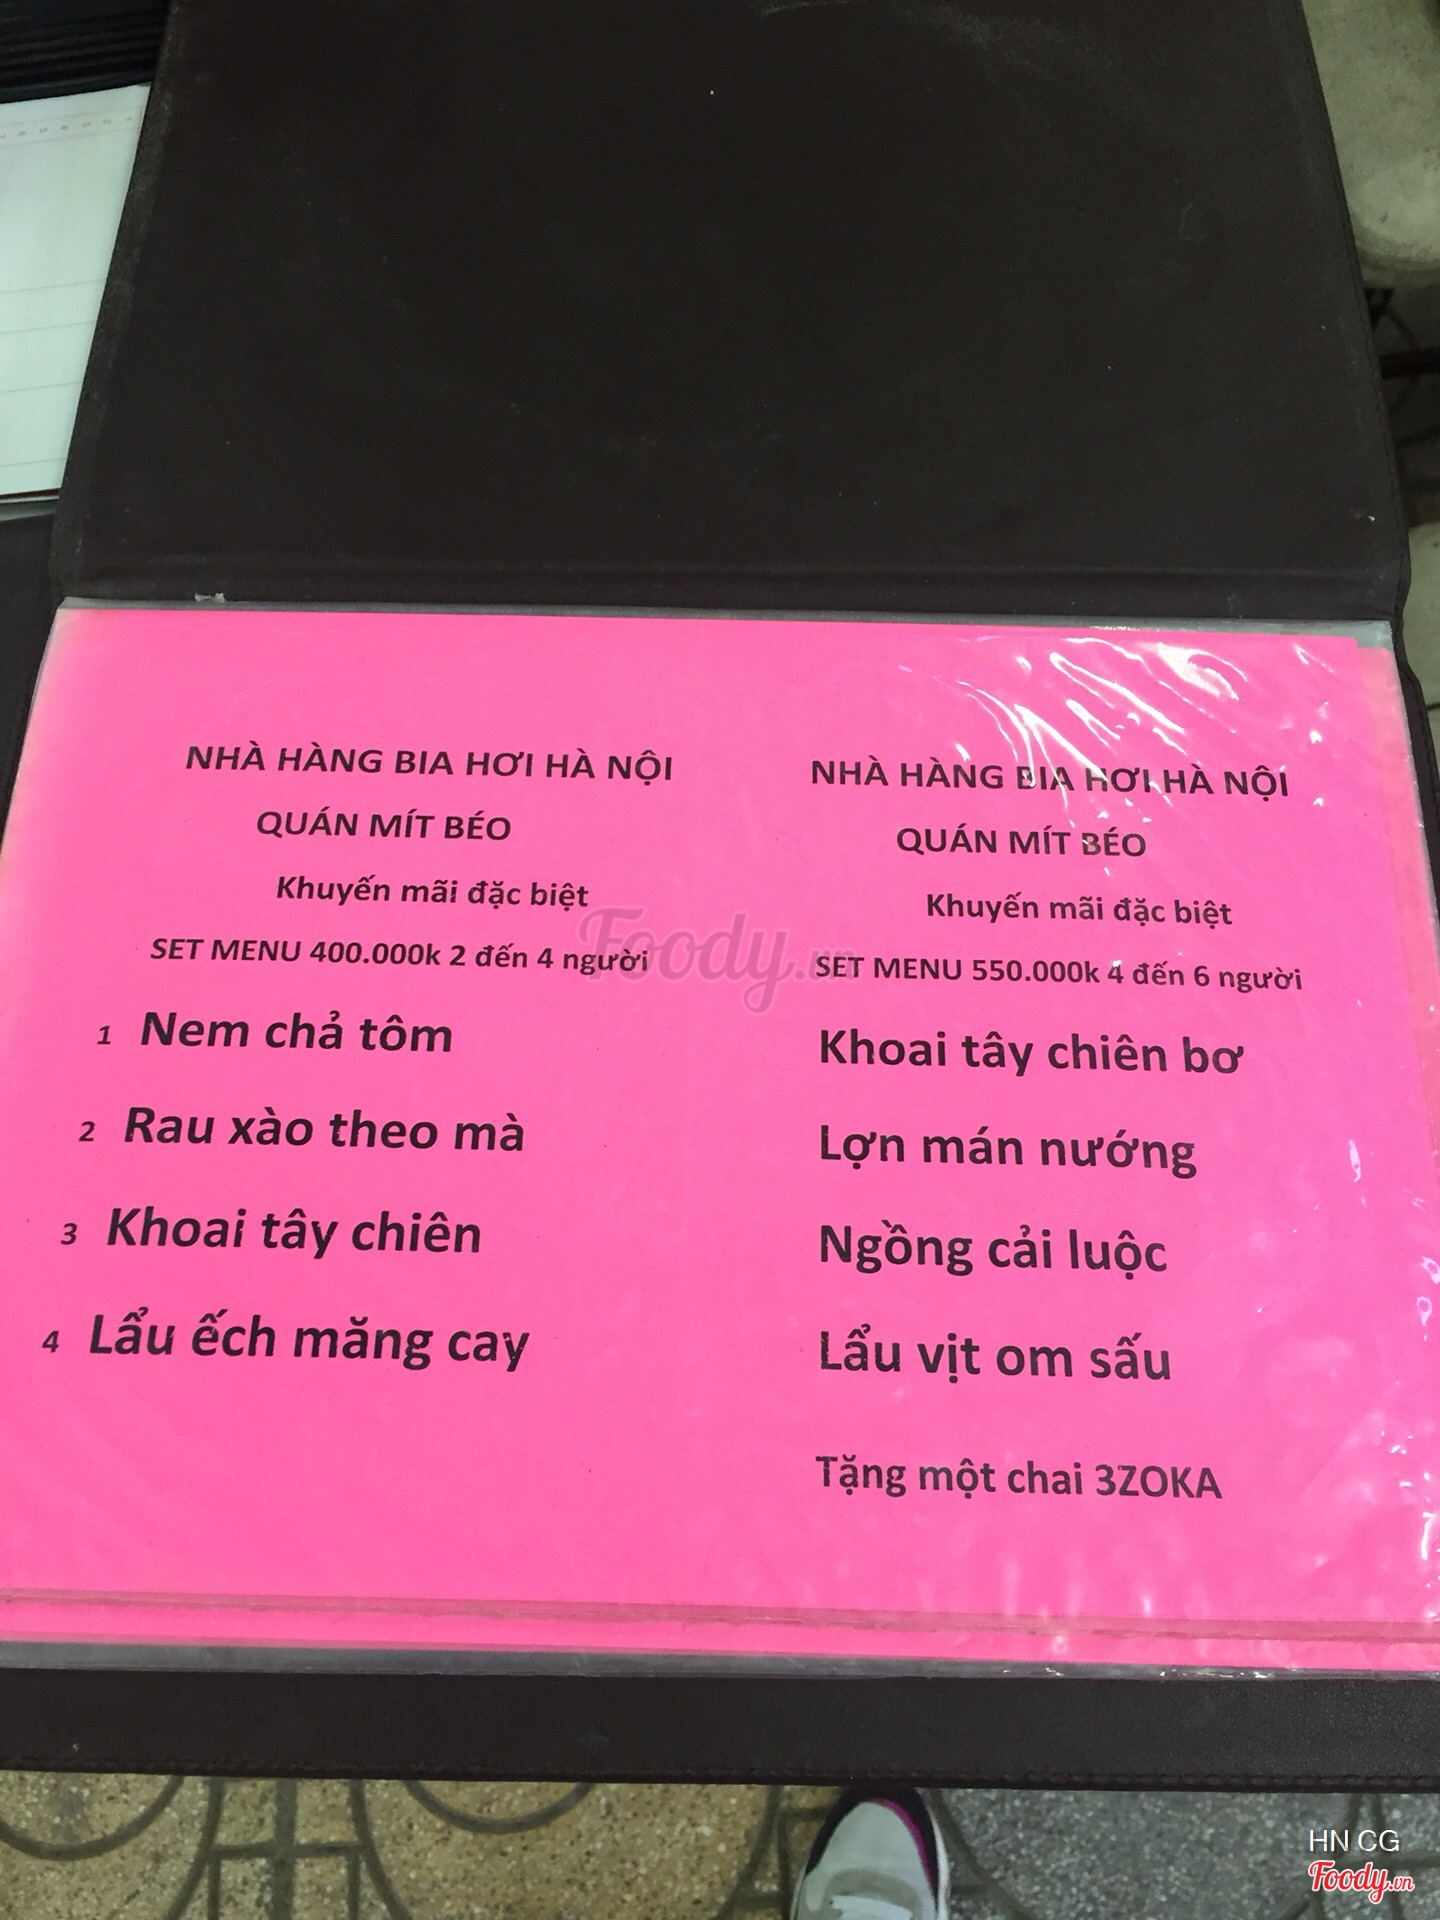 NHÀ HÀNG BIA HƠI HÀ NỘI
QUÁN MÍT BÉO
Khuyến mãi đặc biệt
SET MENU 400.000k 2 đến 4 người
1 Nem chả tôm
2 Rau xào theo mà
3 Khoai tây chiên
4 Lẩu ếch măng cay
NHÀ HÀNG BIA HƠI HÀ NỘI
QUÁN MÍT BÉO
Khuyến mãi đặc biệt
SET MENU 550.000k 4 đến 6 người
Khoai tây chiên bơ
Lợn mán nướng
Ngồng cải luộc
Lẩu vịt om sấu
Tặng một chai 3ZOKA
Foody.vn
HN CG
Foody.vn